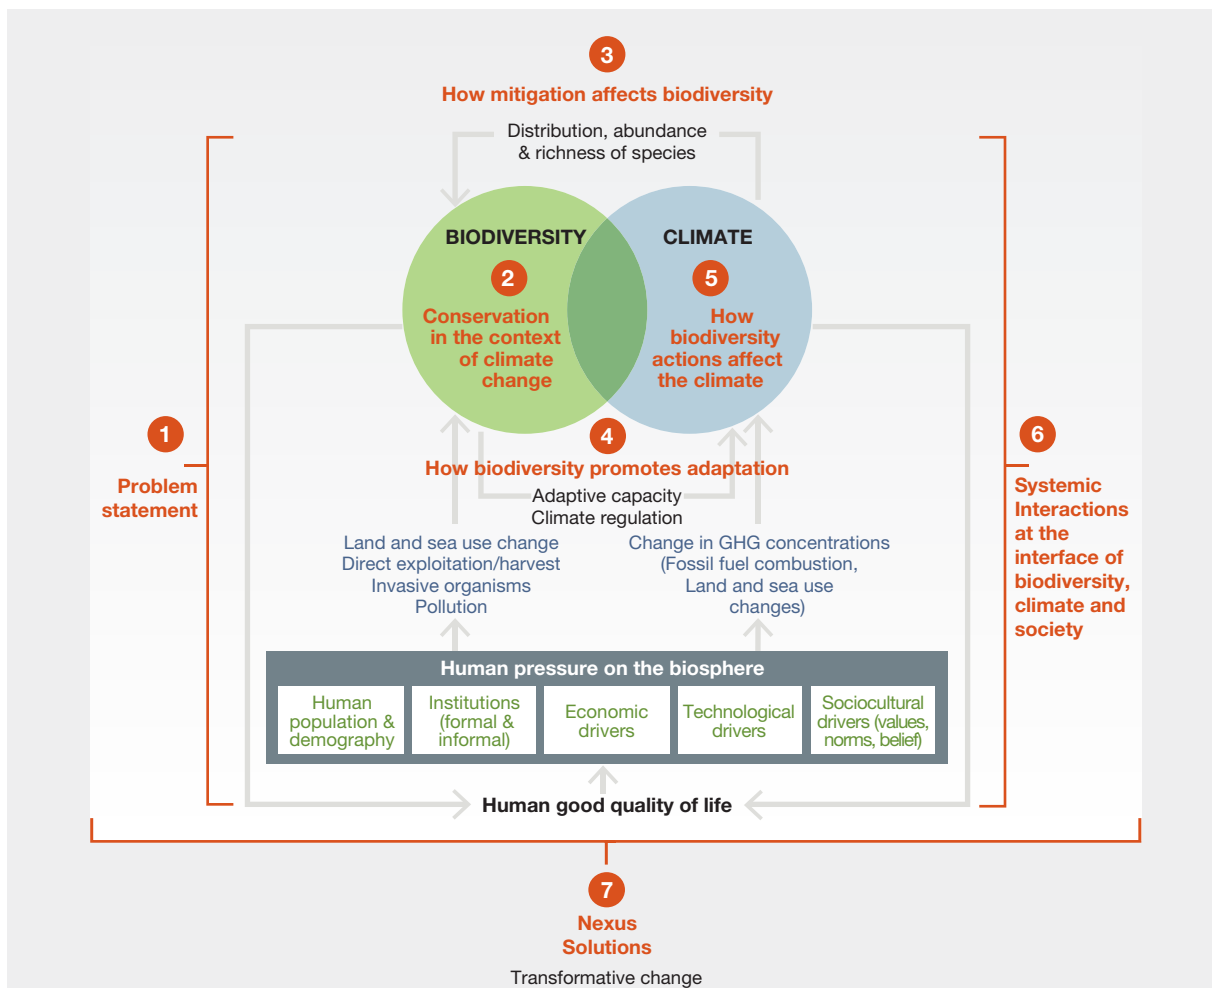 3
How mitigation affects biodiversity
Distribution, abundance
& richness of species
BIODIVERSITY
2
Conservation
in the context
of climate
change
CLIMATE
5
How
biodiversity
actions affect
the climate
1
Problem
statement
4
How biodiversity promotes adaptation
Adaptive capacity
Climate regulation
6
Systemic
Interactions
at the
interface of
biodiversity,
climate and
society
Land and sea use change
Direct exploitation/harvest
Invasive organisms
Pollution
Change in GHG concentrations
(Fossil fuel combustion,
Land and sea use
changes)
Human pressure on the biosphere
Human
population &
demography
Institutions
(formal &
informal)
Economic
drivers
Technological
drivers
Sociocultural
drivers (values,
norms, belief)
Human good quality of life
7
Nexus
Solutions
Transformative change